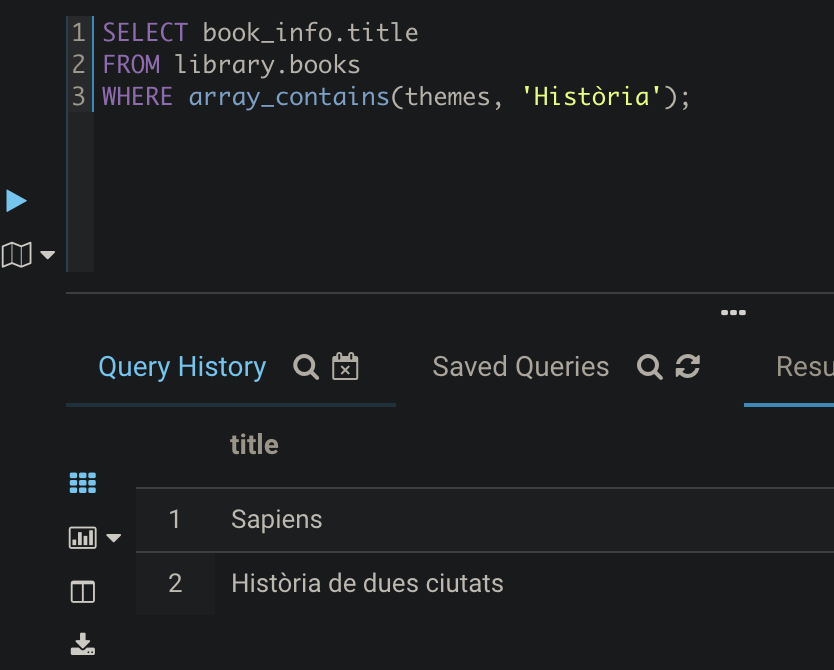 1 SELECT book_info.title
2 FROM library.books
3 WHERE array_contains(themes, 'Història');
Query History Saved Queries Resu
title
1 Sapiens
2 Història de dues ciutats